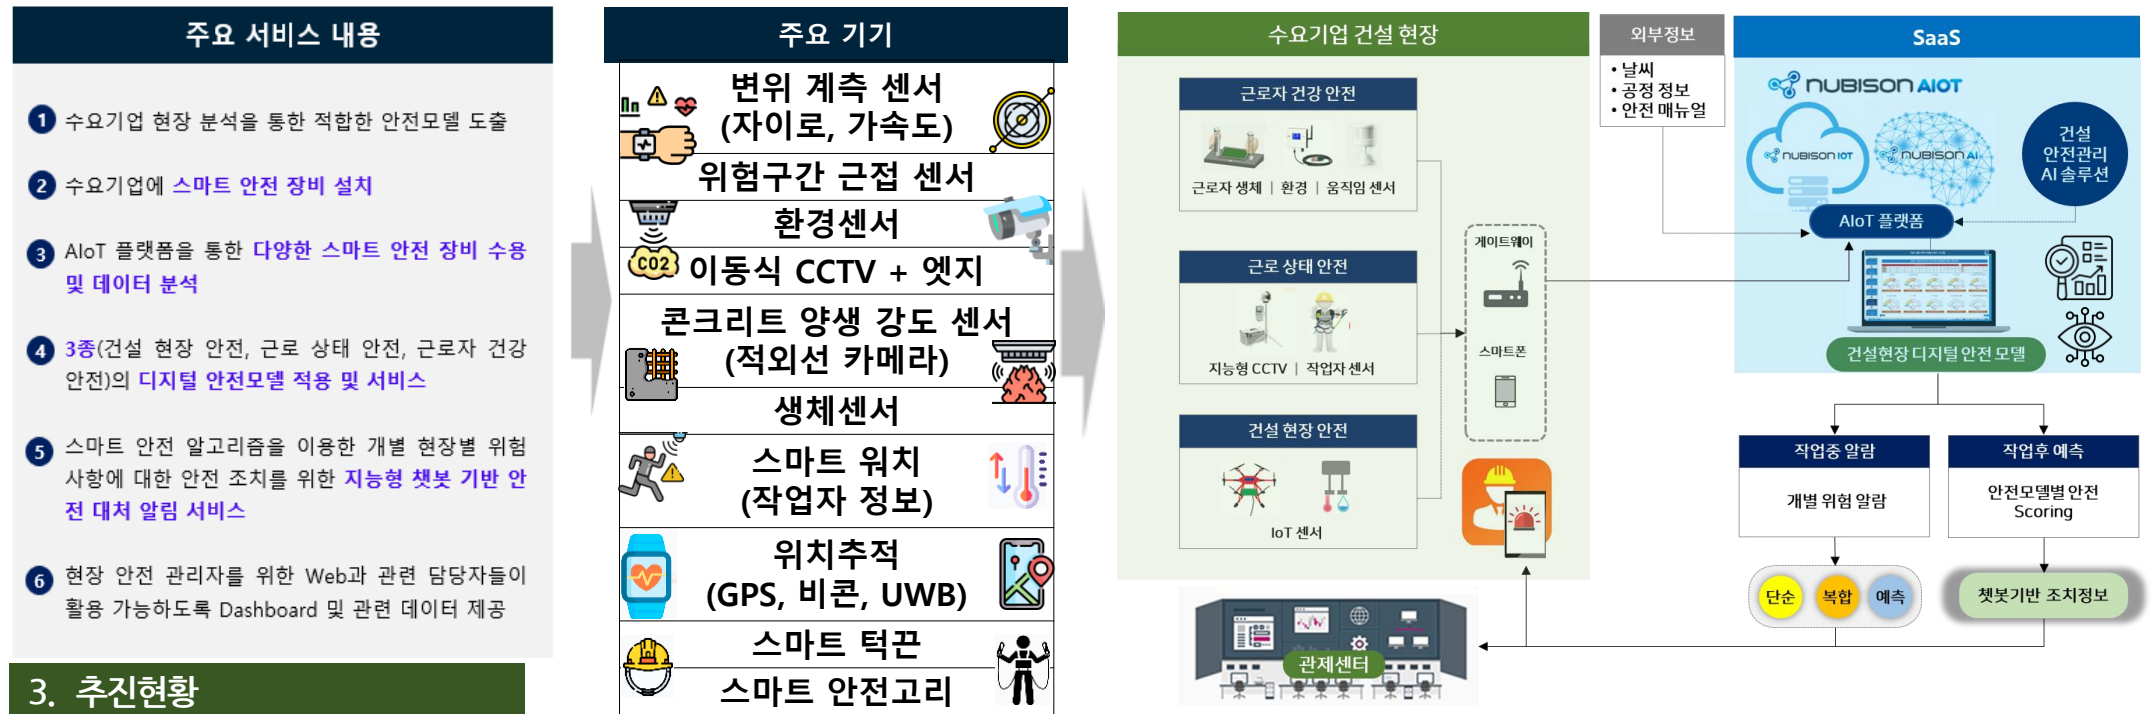 주요 서비스 내용
1 수요기업 현장 분석을 통한 적합한 안전모델 도출
2 수요기업에 스마트 안전 장비 설치
3 AIoT 플랫폼을 통한 다양한 스마트 안전 장비 수용
및 데이터 분석
4 3종(건설 현장 안전, 근로 상태 안전, 근로자 건강
안전)의 디지털 안전모델 적용 및 서비스
5 스마트 안전 알고리즘을 이용한 개별 현장별 위험
사항에 대한 안전 조치를 위한 지능형 챗봇 기반 안
전 대처 알림 서비스
6 현장 안전 관리자를 위한 Web과 관련 담당자들이
활용 가능하도록 Dashboard 및 관련 데이터 제공
3. 추진현황
주요 기기
변위 계측 센서
(자이로, 가속도)
위험구간 근접 센서
환경센서
CO2
이동식 CCTV + 엣지
콘크리트 양생 강도 센서
(적외선 카메라)
생체센서
스마트 워치
(작업자 정보)
위치추적
(GPS, 비콘, UWB)
스마트 턱끈
스마트 안전고리
수요기업 건설 현장
근로자 건강 안전
근로자 생체 | 환경 | 움직임 센서
근로 상태 안전
지능형 CCTV | 작업자 센서
건설 현장 안전
IoT 센서
게이트웨이
스마트폰
관제센터
외부정보
• 날씨
• 공정 정보
• 안전 매뉴얼
SaaS
NUBISON AIOT
NUBISON IOT
NUBISON AI
건설
안전관리
AI 솔루션
AIoT 플랫폼
건설현장 디지털 안전 모델
작업중 알람
개별 위험 알람
작업후 예측
안전모델별 안전
Scoring
단순
복합
예측
챗봇기반 조치정보